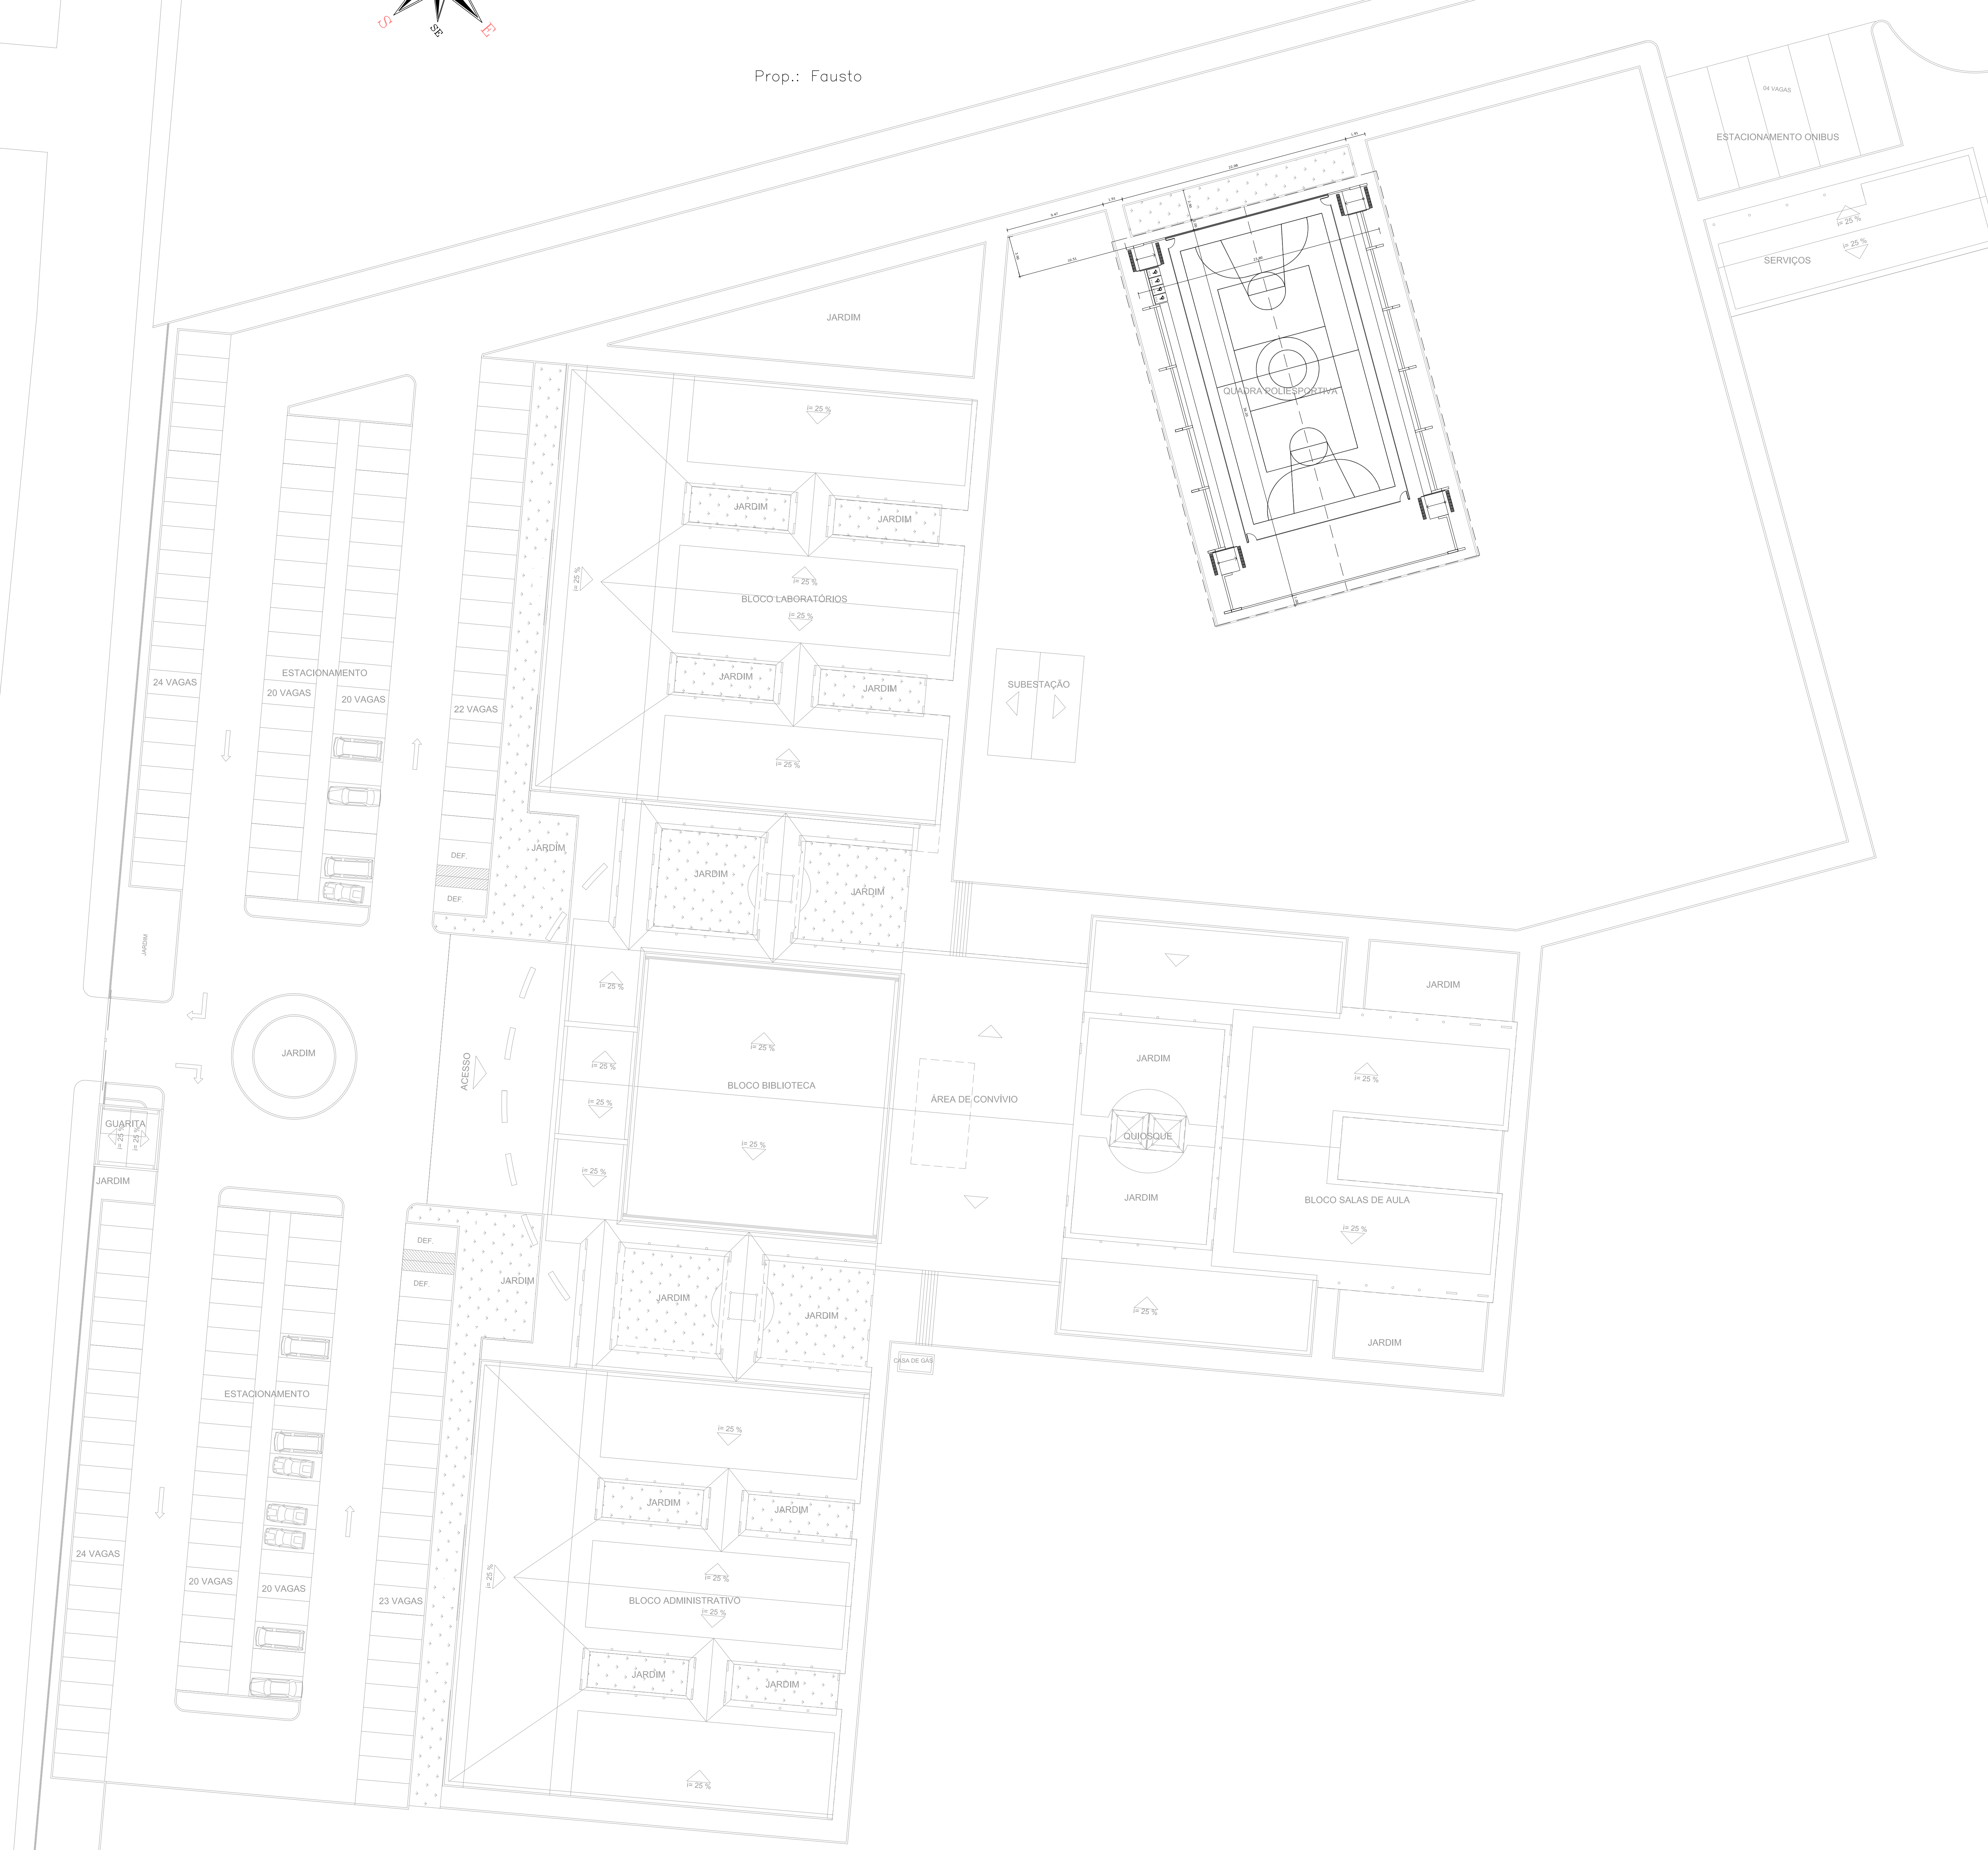 S
SE
E
Prop.: Fausto
04 VAGAS
ESTACIONAMENTO ONIBUS
i= 25 %
i= 25 %
SERVIÇOS
JARDIM
QUADRA POLIESPORTIVA
i= 25 %
JARDIM
JARDIM
i= 25 %
i= 25 %
BLOCO LABORATÓRIOS
i= 25 %
ESTACIONAMENTO
24 VAGAS
20 VAGAS
20 VAGAS
22 VAGAS
JARDIM
JARDIM
SUBESTAÇÃO
i= 25 %
DEF.
DEF.
JARDIM
JARDIM
JARDIM
JARDIM
i= 25 %
JARDIM
JARDIM
ACESSO
i= 25 %
i= 25 %
i= 25 %
i= 25 %
BLOCO BIBLIOTECA
i= 25 %
ÁREA DE CONVÍVIO
JARDIM
i= 25 %
GUARITA
i= 25 %
i= 25 %
QUIOSQUE
JARDIM
JARDIM
BLOCO SALAS DE AULA
i= 25 %
DEF.
DEF.
JARDIM
JARDIM
JARDIM
i= 25 %
JARDIM
CASA DE GÁS
ESTACIONAMENTO
i= 25 %
JARDIM
JARDIM
24 VAGAS
20 VAGAS
20 VAGAS
23 VAGAS
i= 25 %
i= 25 %
BLOCO ADMINISTRATIVO
i= 25 %
JARDIM
JARDIM
i= 25 %